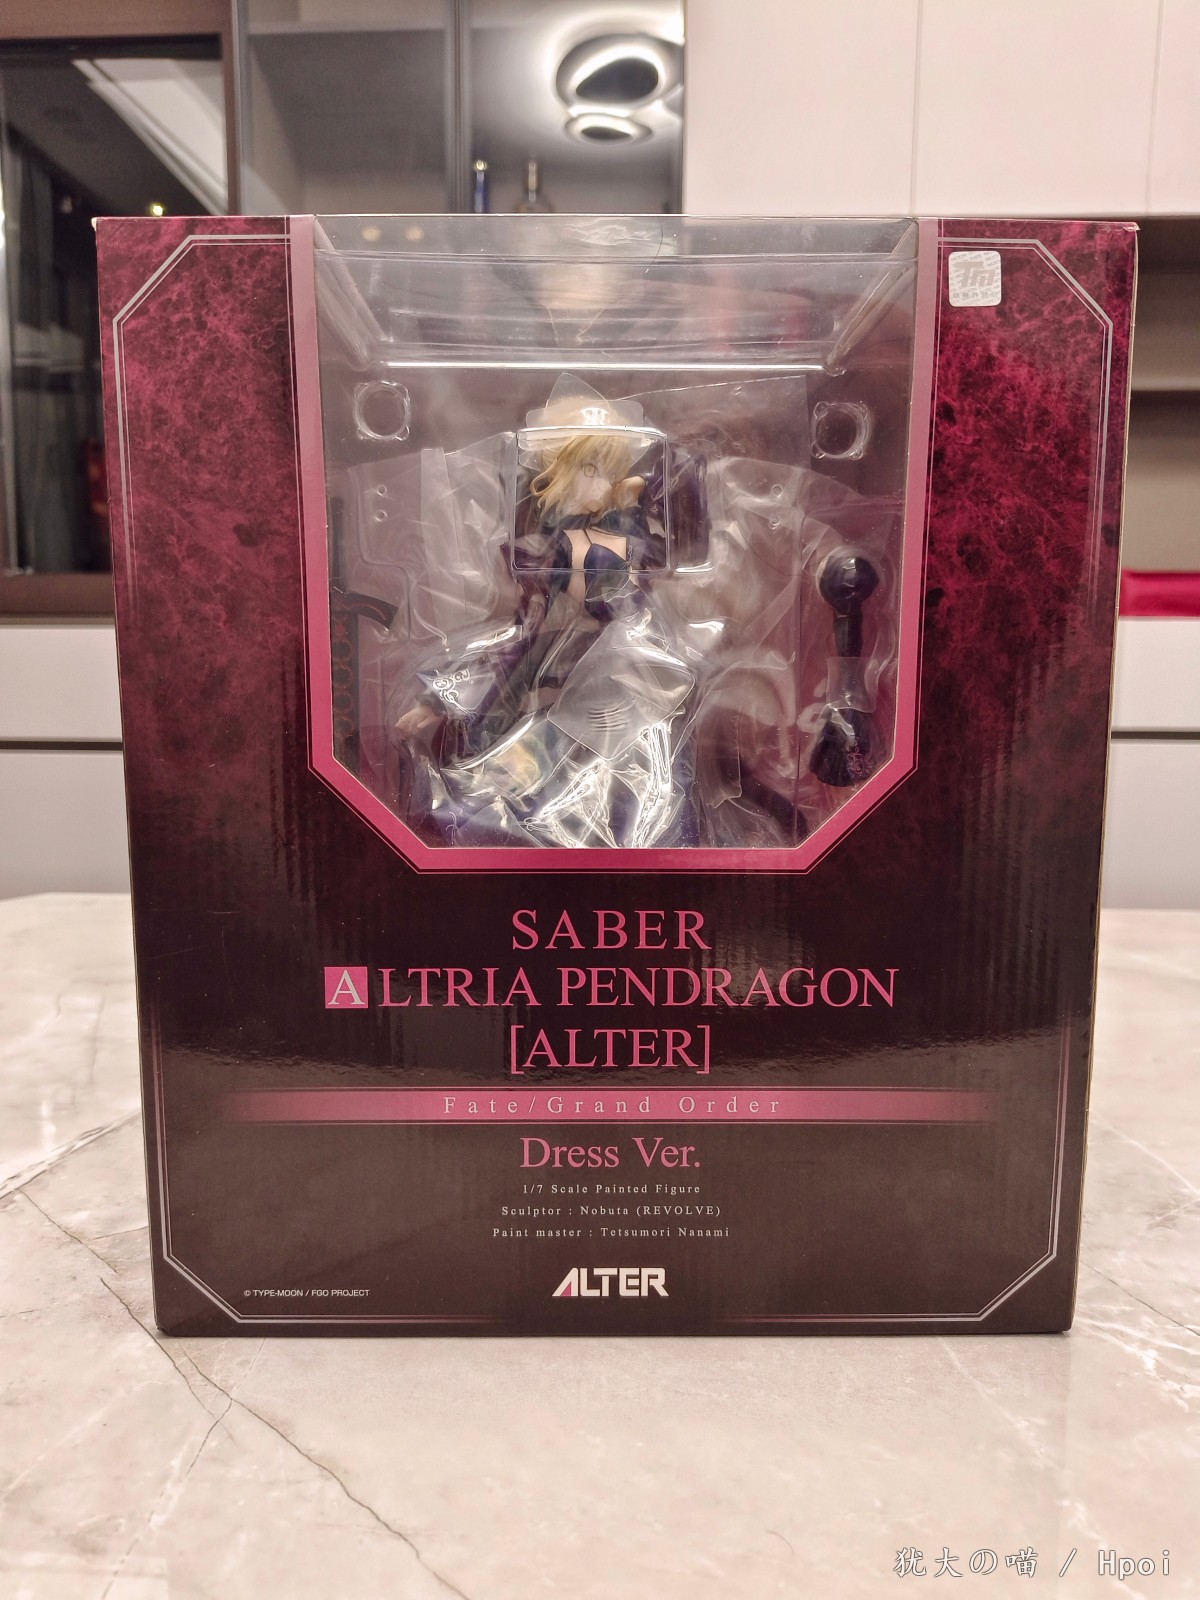 SABER
ALTRIA PENDRAGON
[ALTER]
Fate/Grand Order
Dress Ver.
1/7 Scale Painted Figure
Sculptor : Nobuta (REVOLVE)
Paint master : Tetsumori Nanami
ALTER
© TYPE-MOON / FGO PROJECT
犹大の喵 / Hpoi